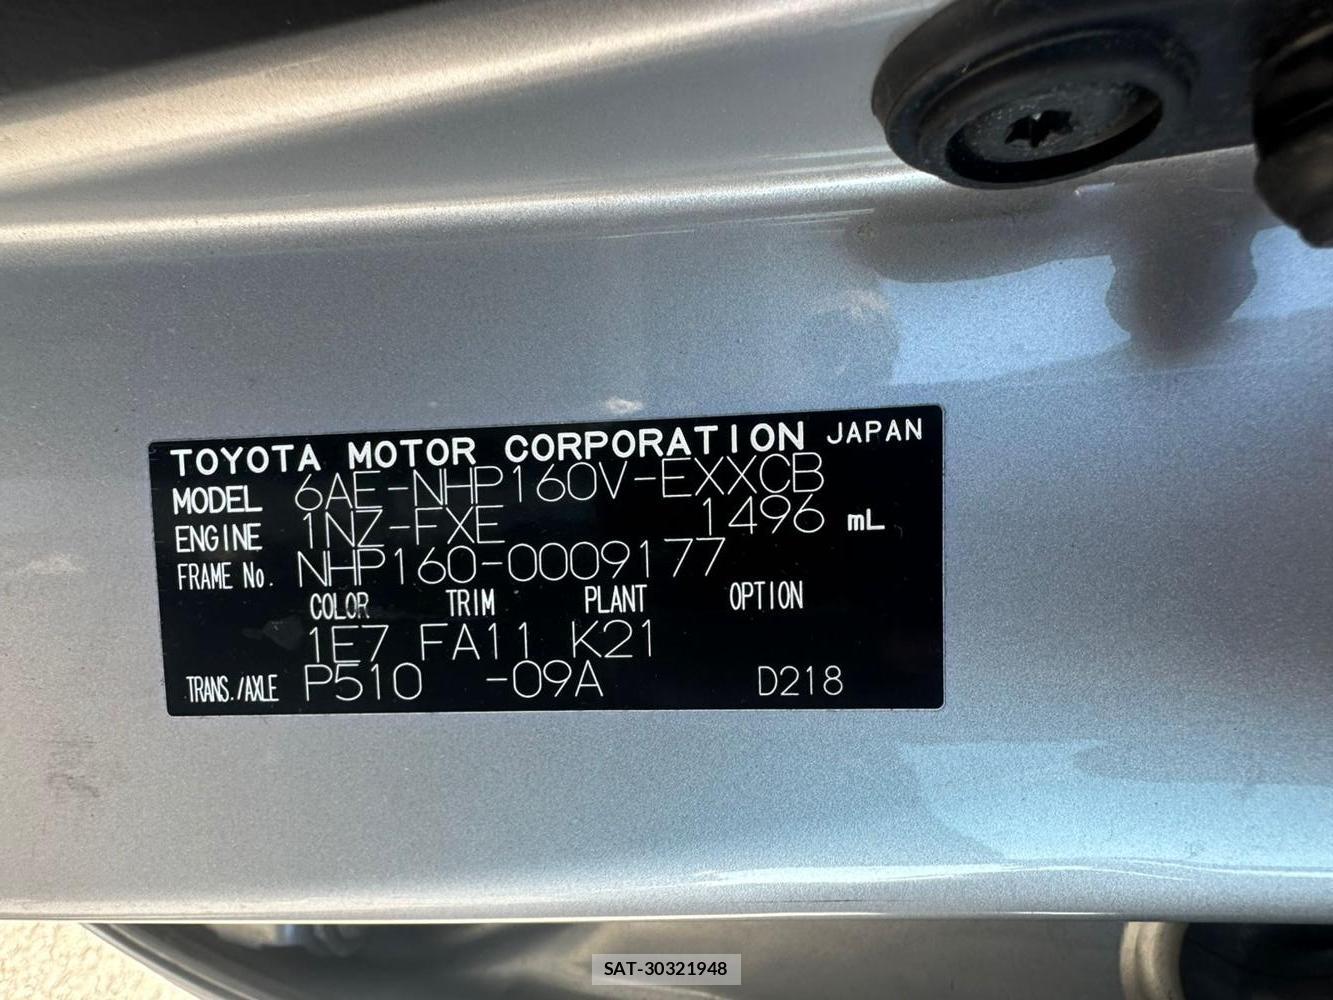 TOYOTA MOTOR CORPORATION JAPAN
MODEL 6AE-NHP160V-EXXCB
ENGINE 1NZ-FXE 1496 mL
FRAME No. NHP160-0009177
COLOR TRIM PLANT OPTION
1E7 FA11 K21
TRANS./AXLE P510 -09A D218
SAT-30321948